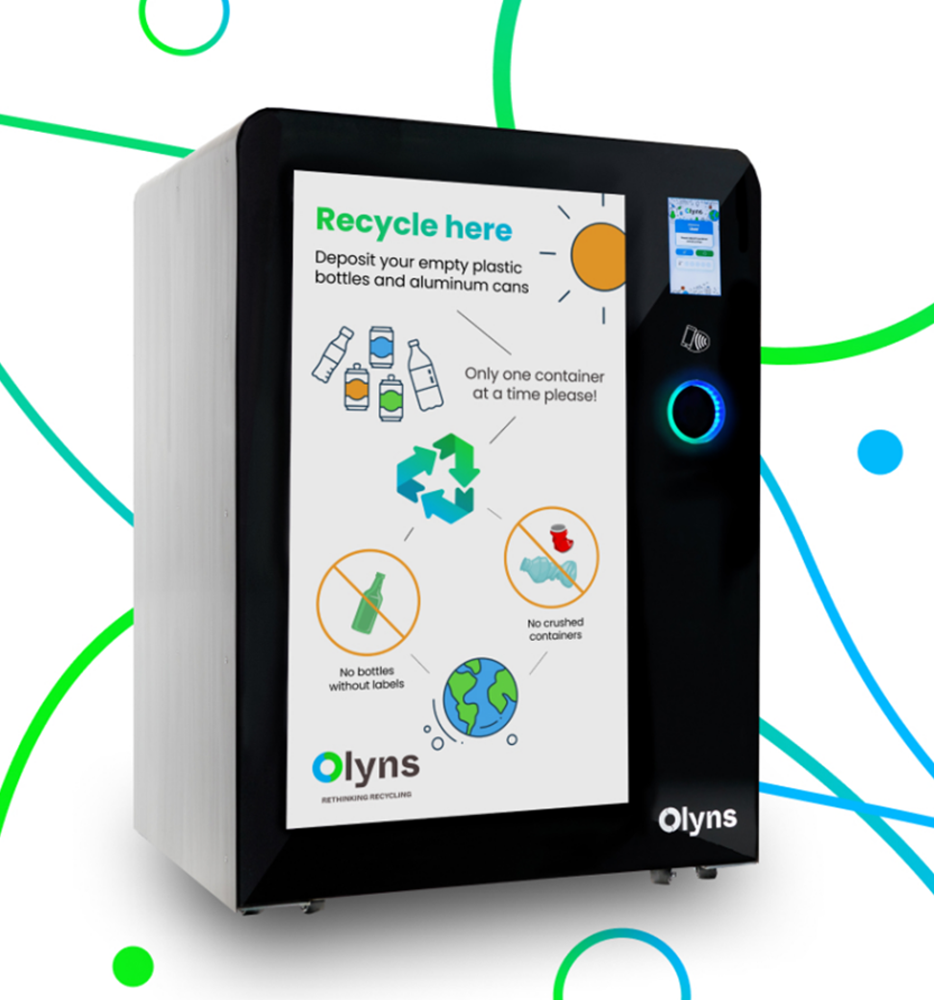 Recycle here
Deposit your empty plastic
bottles and aluminum cans
Only one container
at a time please!
No crushed
containers
No bottles
without labels
Olyns
RETHINKING RECYCLING
Olyns
Olyns